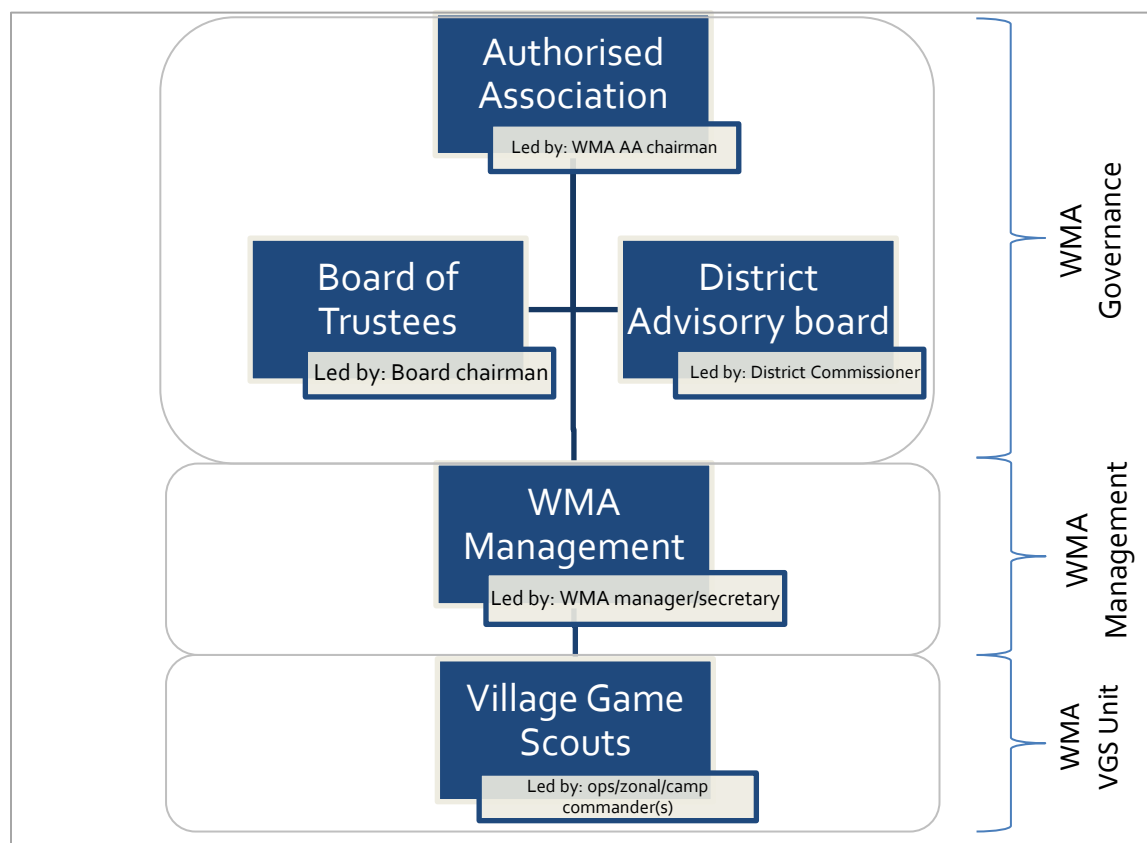 Authorised
Association
Led by: WMA AA chairman
Board of
Trustees
Led by: Board chairman
District
Advisorry board
Led by: District Commissioner
WMA
Governance
WMA
Management
Led by: WMA manager/secretary
WMA
Management
Village Game
Scouts
Led by: ops/zonal/camp
commander(s)
WMA
VGS Unit